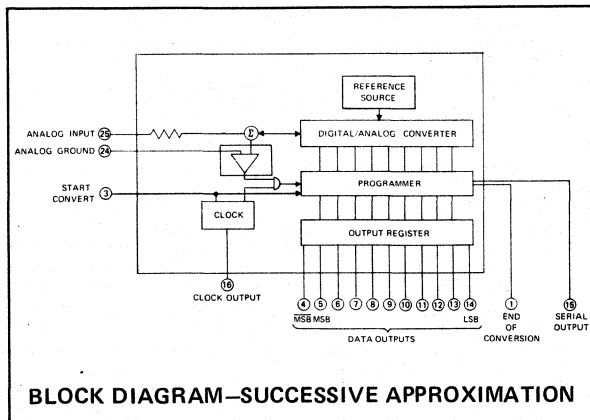 REFERENCE
SOURCE
ANALOG INPUT 25
Σ
DIGITAL/ANALOG CONVERTER
ANALOG GROUND 24
START
CONVERT 3
PROGRAMMER
CLOCK
OUTPUT REGISTER
16
CLOCK OUTPUT
4 5 6 7 8 9 10 11 12 13 14 1 15
MSB MSB LSB END OF CONVERSION SERIAL OUTPUT
DATA OUTPUTS
BLOCK DIAGRAM—SUCCESSIVE APPROXIMATION